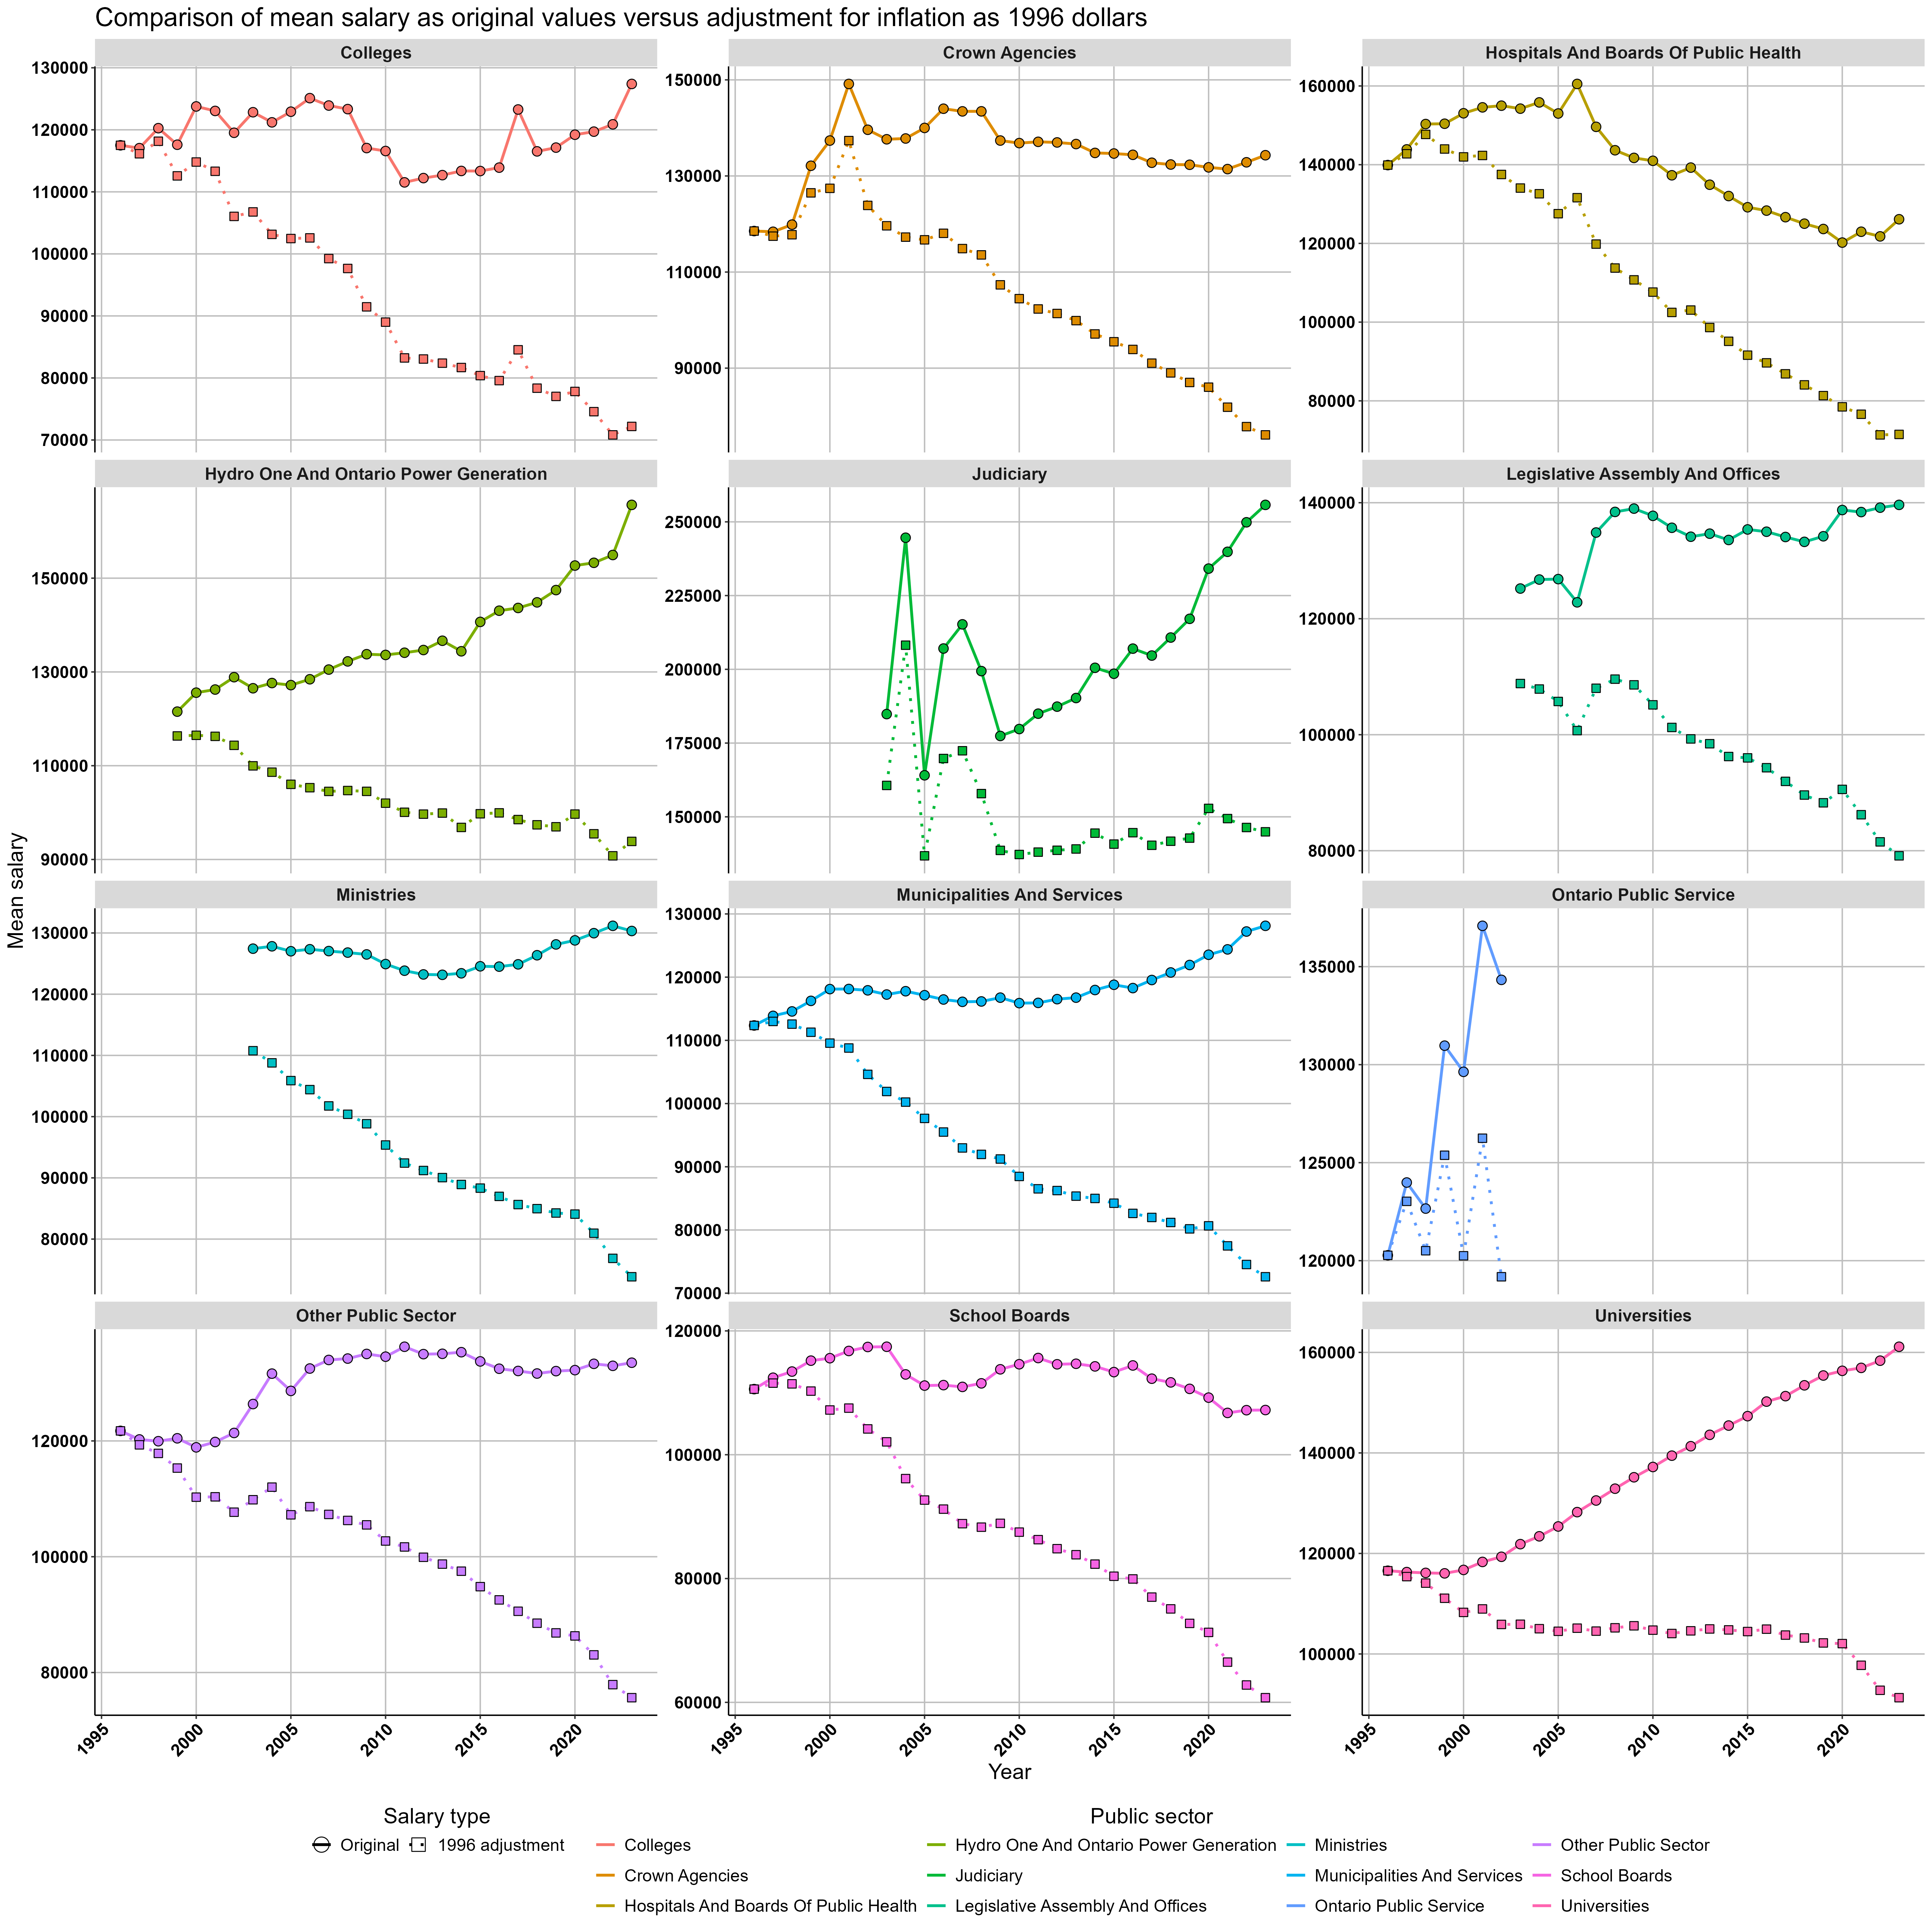 Comparison of mean salary as original values versus adjustment for inflation as 1996 dollars
Colleges
Crown Agencies
Hospitals And Boards Of Public Health
130000
120000
110000
100000
90000
80000
70000
150000
130000
110000
90000
160000
140000
120000
100000
80000
Hydro One And Ontario Power Generation
Judiciary
Legislative Assembly And Offices
150000
130000
110000
90000
250000
225000
200000
175000
150000
140000
120000
100000
80000
Mean salary
Ministries
Municipalities And Services
Ontario Public Service
130000
120000
110000
100000
90000
80000
130000
120000
110000
100000
90000
80000
70000
135000
130000
125000
120000
Other Public Sector
School Boards
Universities
120000
100000
80000
120000
100000
80000
60000
160000
140000
120000
100000
1995 2000 2005 2010 2015 2020
1995 2000 2005 2010 2015 2020
1995 2000 2005 2010 2015 2020
Year
Salary type
Original 1996 adjustment
Public sector
Colleges
Crown Agencies
Hospitals And Boards Of Public Health
Hydro One And Ontario Power Generation
Judiciary
Legislative Assembly And Offices
Ministries
Municipalities And Services
Ontario Public Service
Other Public Sector
School Boards
Universities